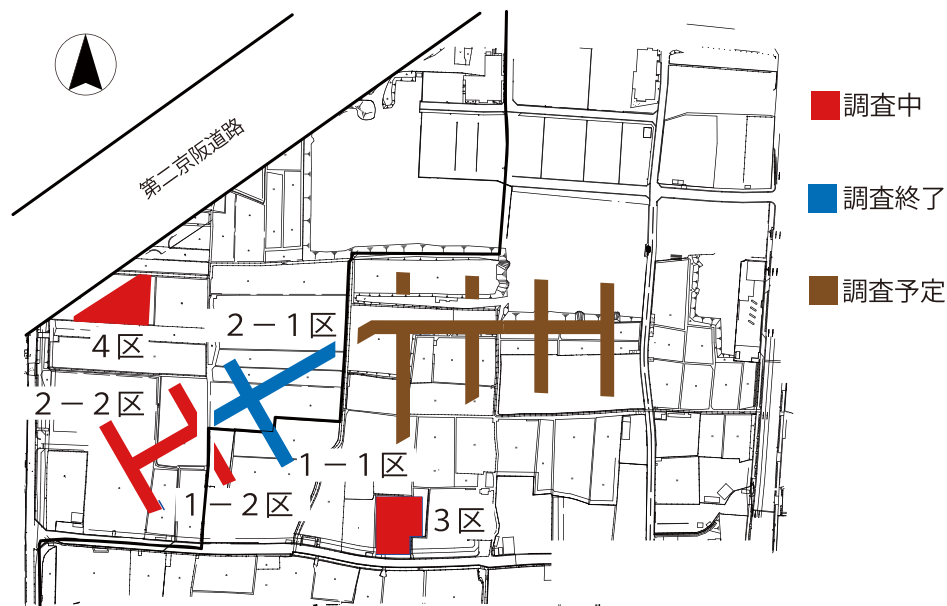 第二京阪道路
調査中
調査終了
調査予定
2－1区
4区
2－2区
1－1区
1－2区
3区